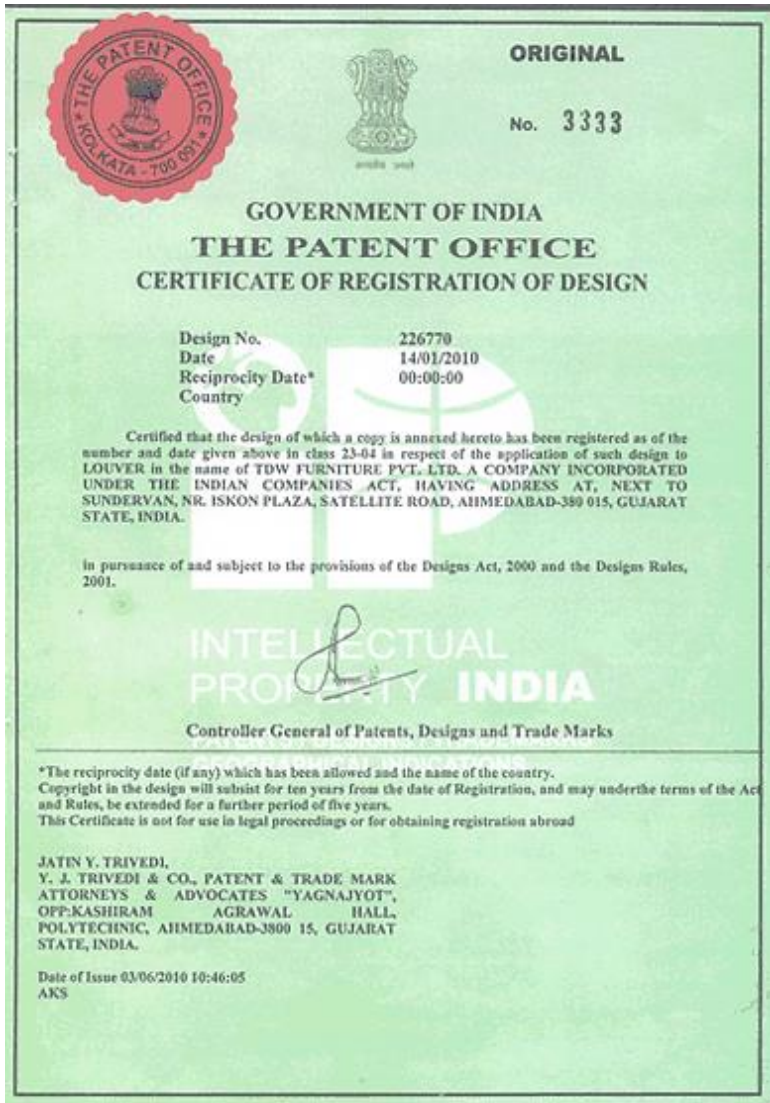 THE PATENT OFFICE
KOLKATA - 700 091
ORIGINAL
No. 3333
GOVERNMENT OF INDIA
THE PATENT OFFICE
CERTIFICATE OF REGISTRATION OF DESIGN
Design No. 226770
Date 14/01/2010
Reciprocity Date* 00:00:00
Country
Certified that the design of which a copy is annexed hereto has been registered as of the
number and date given above in class 23-04 in respect of the application of such design to
LOUVER in the name of TDW FURNITURE PVT. LTD. A COMPANY INCORPORATED
UNDER THE INDIAN COMPANIES ACT, HAVING ADDRESS AT, NEXT TO
SUNDERVAN, NR. ISKON PLAZA, SATELLITE ROAD, AHMEDABAD-380 015, GUJARAT
STATE, INDIA.
in pursuance of and subject to the provisions of the Designs Act, 2000 and the Designs Rules,
2001.
INTELLECTUAL
PROPERTY INDIA
Controller General of Patents, Designs and Trade Marks
GEOGRAPHICAL INDICATIONS
*The reciprocity date (if any) which has been allowed and the name of the country.
Copyright in the design will subsist for ten years from the date of Registration, and may underthe terms of the Act
and Rules, be extended for a further period of five years.
This Certificate is not for use in legal proceedings or for obtaining registration abroad
JATIN Y. TRIVEDI,
Y. J. TRIVEDI & CO., PATENT & TRADE MARK
ATTORNEYS & ADVOCATES "YAGNAJYOT",
OPP:KASHIRAM AGRAWAL HALL,
POLYTECHNIC, AHMEDABAD-3800 15, GUJARAT
STATE, INDIA.
Date of Issue 03/06/2010 10:46:05
AKS